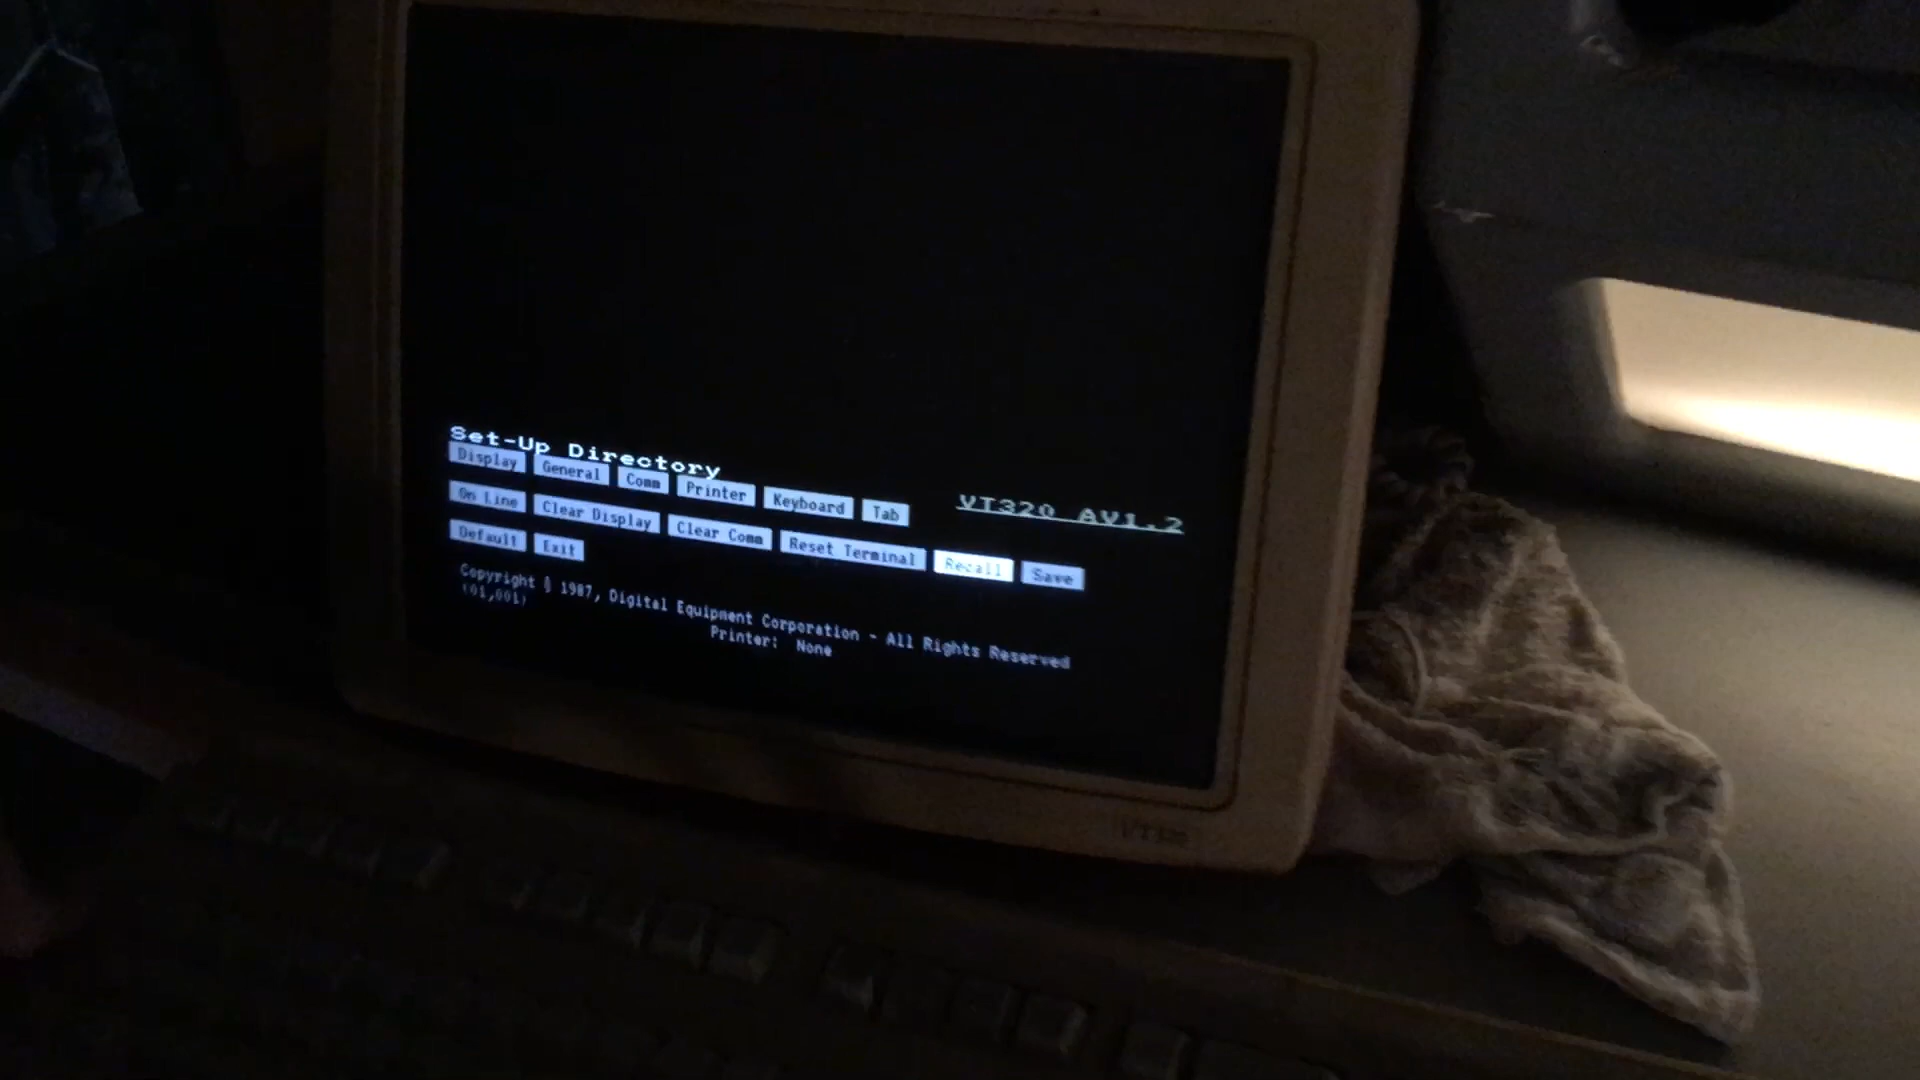 Set-Up Directory
Display General Comm Printer Keyboard Tab VT320 AV1.2
On Line Clear Display Clear Comm Reset Terminal Recall Save
Default Exit
Copyright 1987, Digital Equipment Corporation - All Rights Reserved
(01,001)
Printer: None